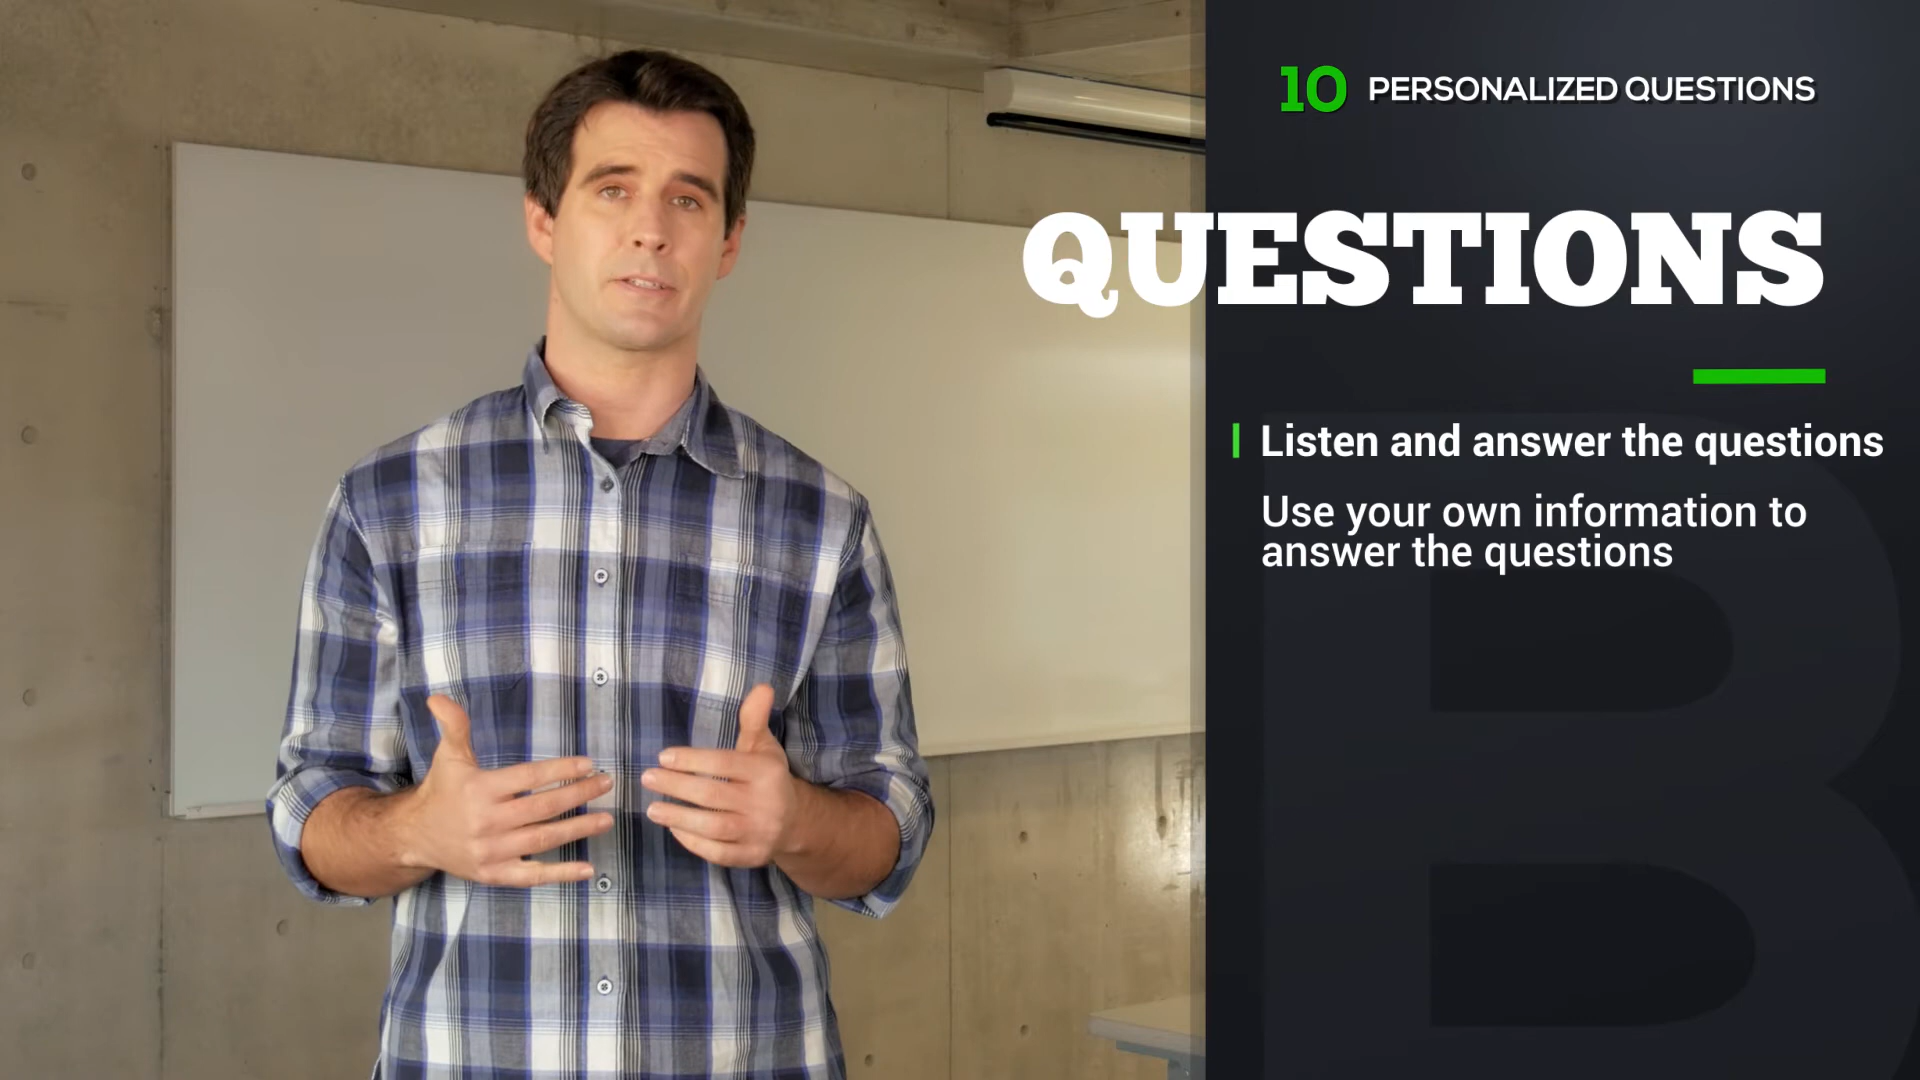 10 PERSONALIZED QUESTIONS
QUESTIONS
Listen and answer the questions
Use your own information to
answer the questions